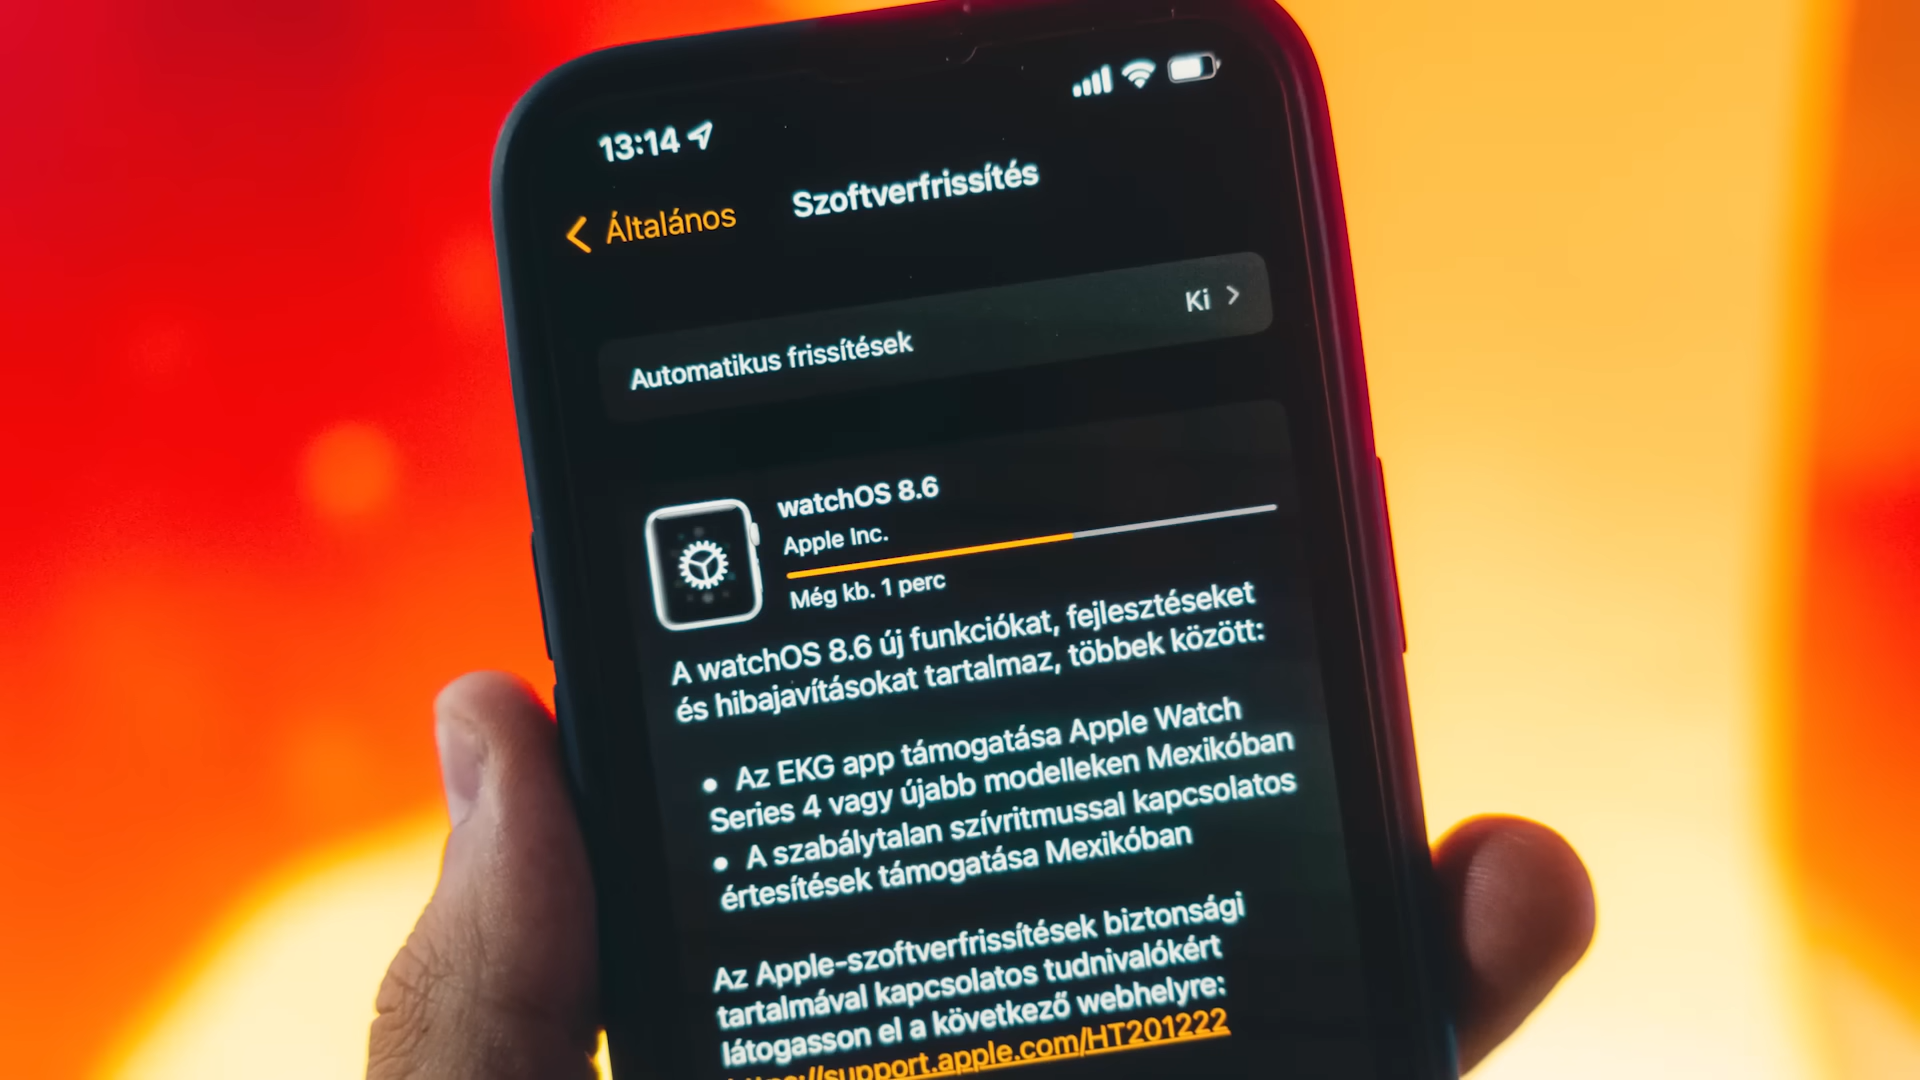 13:14
Általános
Szoftverfrissítés
Automatikus frissítések
Ki
watchOS 8.6
Apple Inc.
Még kb. 1 perc
A watchOS 8.6 új funkciókat, fejlesztéseket
és hibajavításokat tartalmaz, többek között:
• Az EKG app támogatása Apple Watch
Series 4 vagy újabb modelleken Mexikóban
• A szabálytalan szívritmussal kapcsolatos
értesítések támogatása Mexikóban
Az Apple-szoftverfrissítések biztonsági
tartalmával kapcsolatos tudnivalókért
látogasson el a következő webhelyre:
https://support.apple.com/HT201222